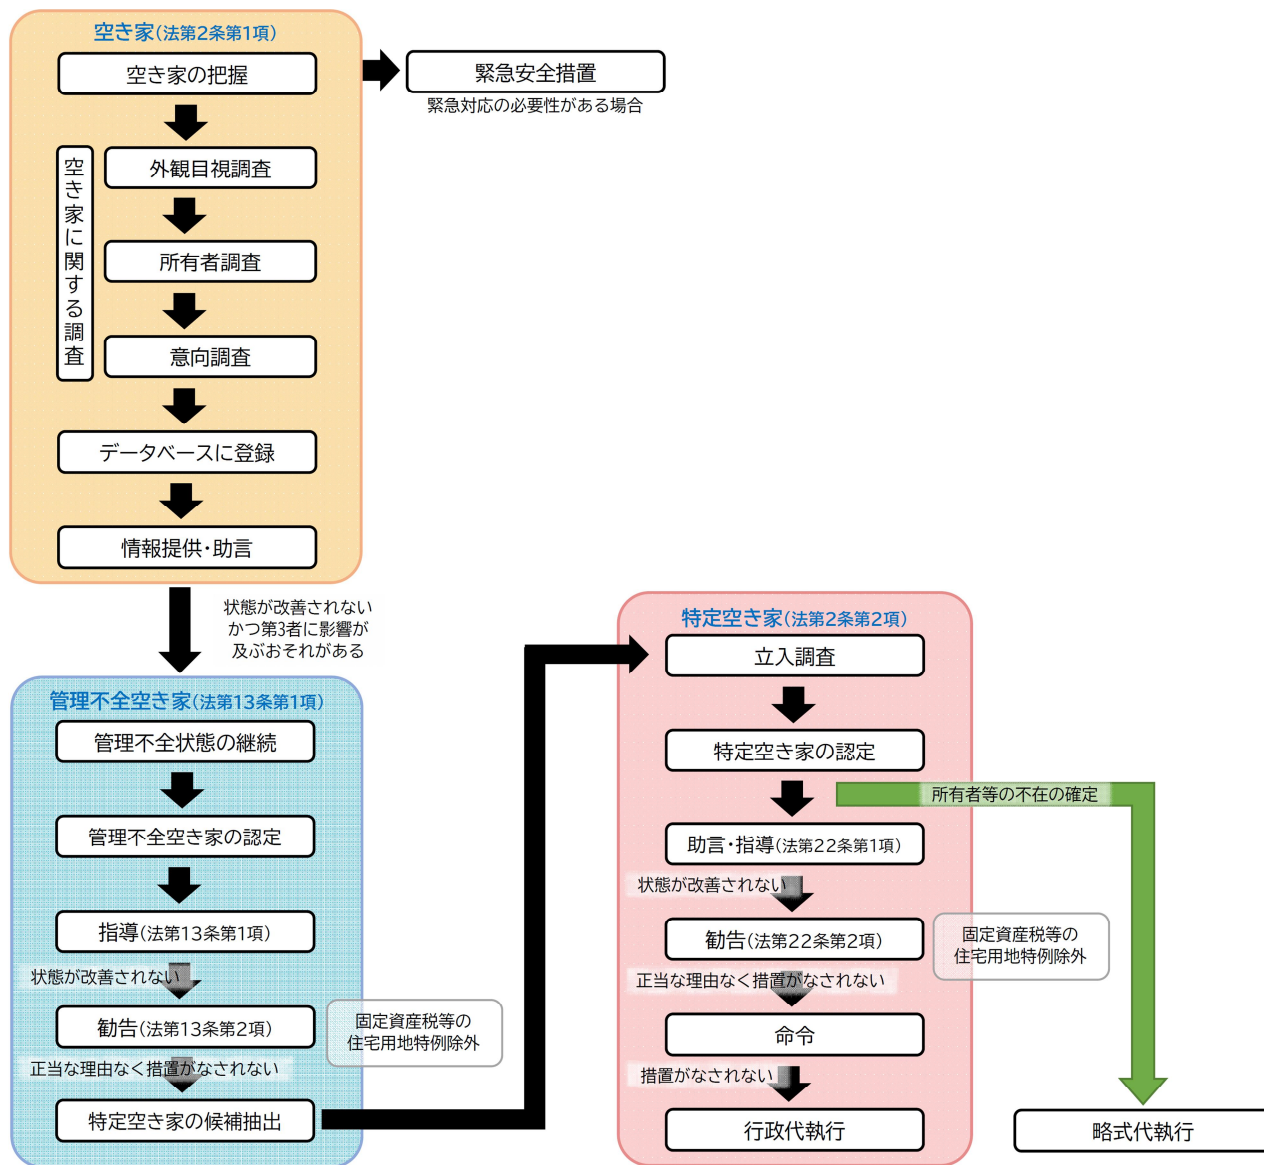 空き家(法第2条第1項)
空き家の把握
緊急安全措置
緊急対応の必要性がある場合
空き家に関する調査
外観目視調査
所有者調査
意向調査
データベースに登録
情報提供・助言
状態が改善されない
かつ第3者に影響が
及ぶおそれがある
管理不全空き家(法第13条第1項)
管理不全状態の継続
管理不全空き家の認定
指導(法第13条第1項)
状態が改善されない
勧告(法第13条第2項)
固定資産税等の
住宅用地特例除外
正当な理由なく措置がなされない
特定空き家の候補抽出
特定空き家(法第2条第2項)
立入調査
特定空き家の認定
所有者等の不在の確定
助言・指導(法第22条第1項)
状態が改善されない
勧告(法第22条第2項)
固定資産税等の
住宅用地特例除外
正当な理由なく措置がなされない
命令
措置がなされない
行政代執行
略式代執行